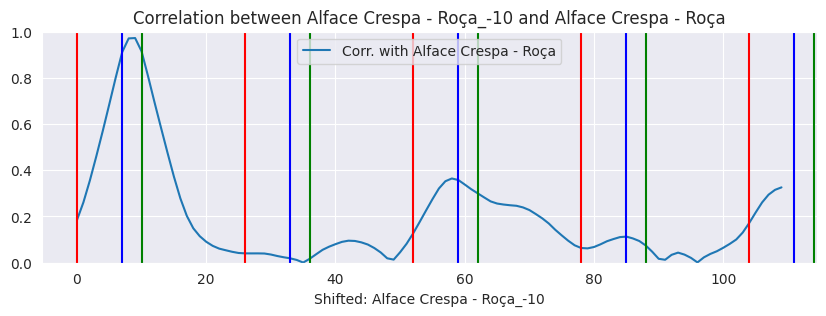 Correlation between Alface Crespa - Roça_-10 and Alface Crespa - Roça
Corr. with Alface Crespa - Roça
1.0
0.8
0.6
0.4
0.2
0.0
0 20 40 60 80 100
Shifted: Alface Crespa - Roça_-10